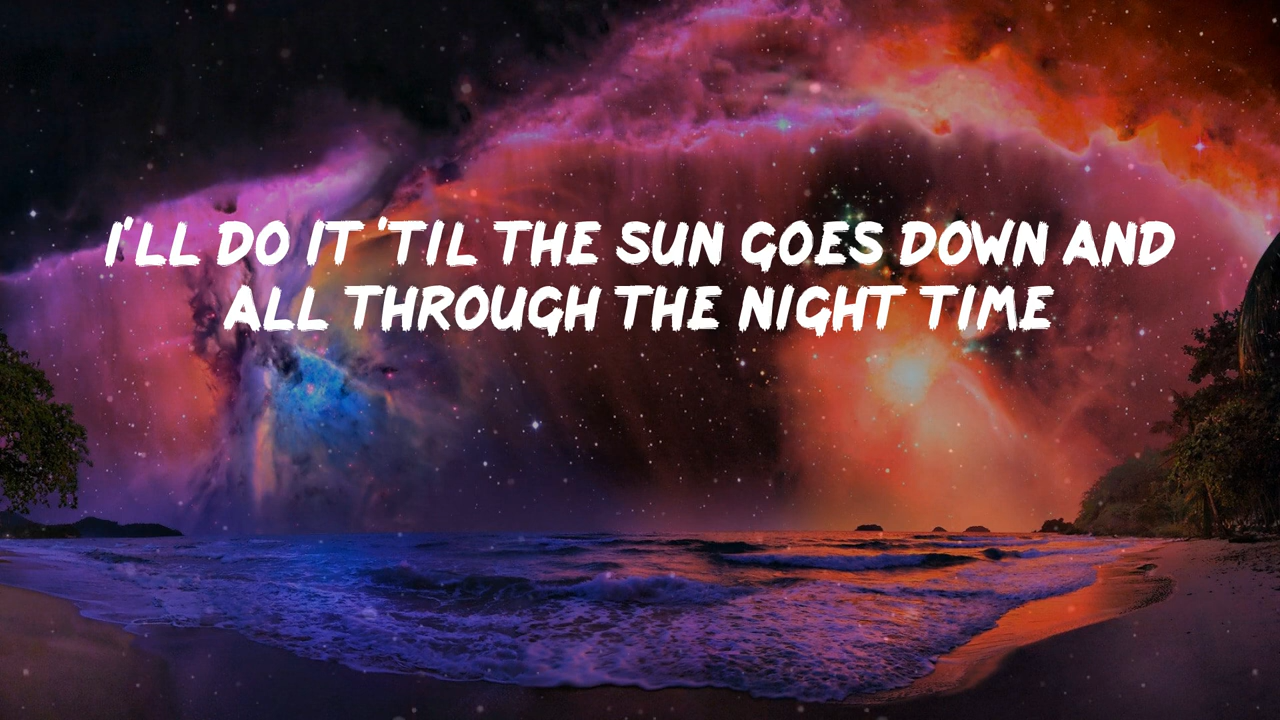 I'LL DO IT 'TIL THE SUN GOES DOWN AND
ALL THROUGH THE NIGHT TIME